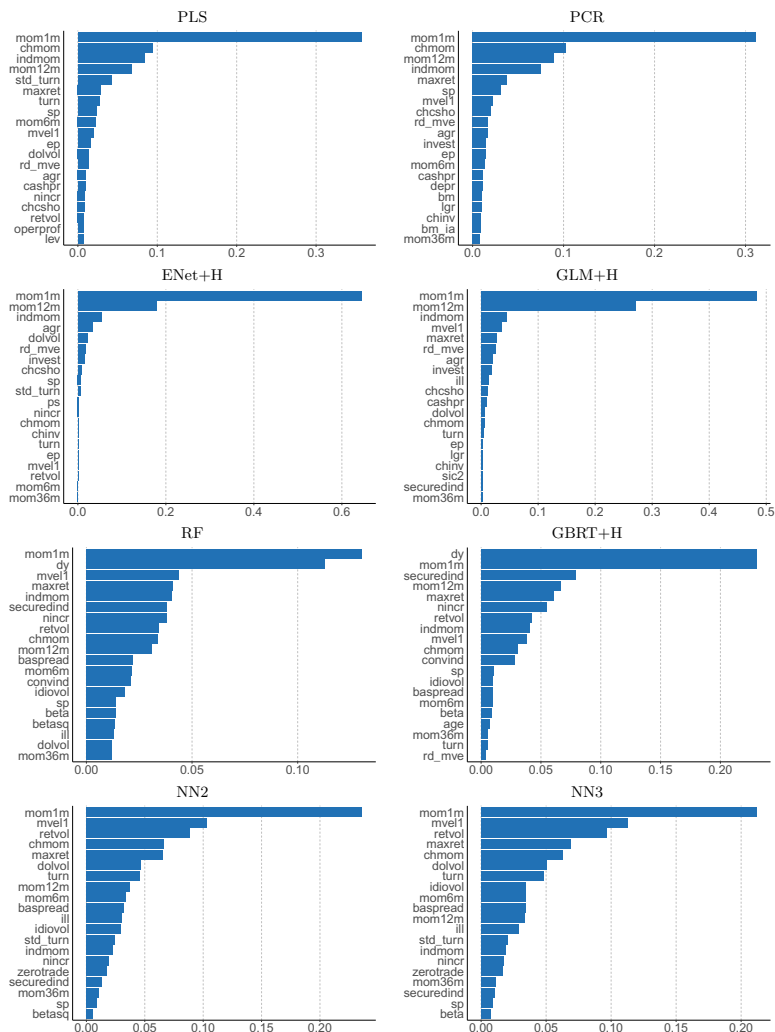 PLS
mom1m
chmom
indmom
mom12m
std_turn
maxret
turn
sp
mom6m
mvel1
ep
dolvol
rd_mve
agr
cashpr
nincr
chcsho
retvol
operprof
lev
0.0 0.1 0.2 0.3
PCR
mom1m
chmom
mom12m
indmom
maxret
sp
mvel1
chcsho
rd_mve
agr
invest
ep
mom6m
cashpr
depr
bm
lgr
chinv
bm_ia
mom36m
0.0 0.1 0.2 0.3
ENet+H
mom1m
mom12m
indmom
agr
dolvol
rd_mve
invest
chcsho
sp
std_turn
ps
nincr
chmom
chinv
turn
ep
mvel1
retvol
mom6m
mom36m
0.0 0.2 0.4 0.6
GLM+H
mom1m
mom12m
indmom
mvel1
maxret
rd_mve
agr
invest
ill
chcsho
cashpr
dolvol
chmom
turn
ep
lgr
chinv
sic2
securedind
mom36m
0.0 0.1 0.2 0.3 0.4 0.5
RF
mom1m
dy
mvel1
maxret
indmom
securedind
nincr
retvol
chmom
mom12m
baspread
mom6m
convind
idiovol
sp
beta
betasq
ill
dolvol
mom36m
0.00 0.10
GBRT+H
dy
mom1m
securedind
mom12m
maxret
nincr
retvol
indmom
mvel1
chmom
convind
sp
idiovol
baspread
mom6m
beta
age
mom36m
turn
rd_mve
0.00 0.05 0.10 0.15 0.20
NN2
mom1m
mvel1
retvol
chmom
maxret
dolvol
turn
mom12m
mom6m
baspread
ill
idiovol
std_turn
indmom
nincr
zerotrade
securedind
mom36m
sp
betasq
0.00 0.05 0.10 0.15 0.20
NN3
mom1m
mvel1
retvol
maxret
chmom
dolvol
turn
idiovol
mom6m
baspread
mom12m
ill
std_turn
indmom
nincr
zerotrade
mom36m
securedind
sp
beta
0.00 0.05 0.10 0.15 0.20